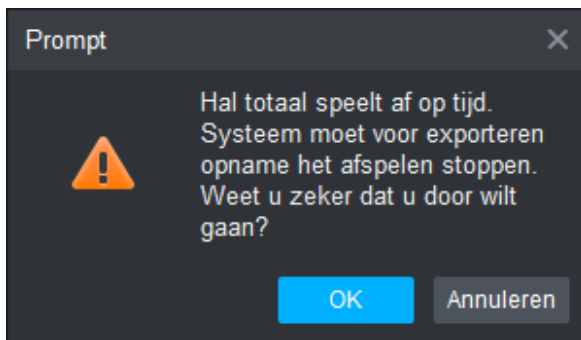 Prompt
Hal totaal speelt af op tijd.
Systeem moet voor exporteren
opname het afspelen stoppen.
Weet u zeker dat u door wilt
gaan?
OK
Annuleren